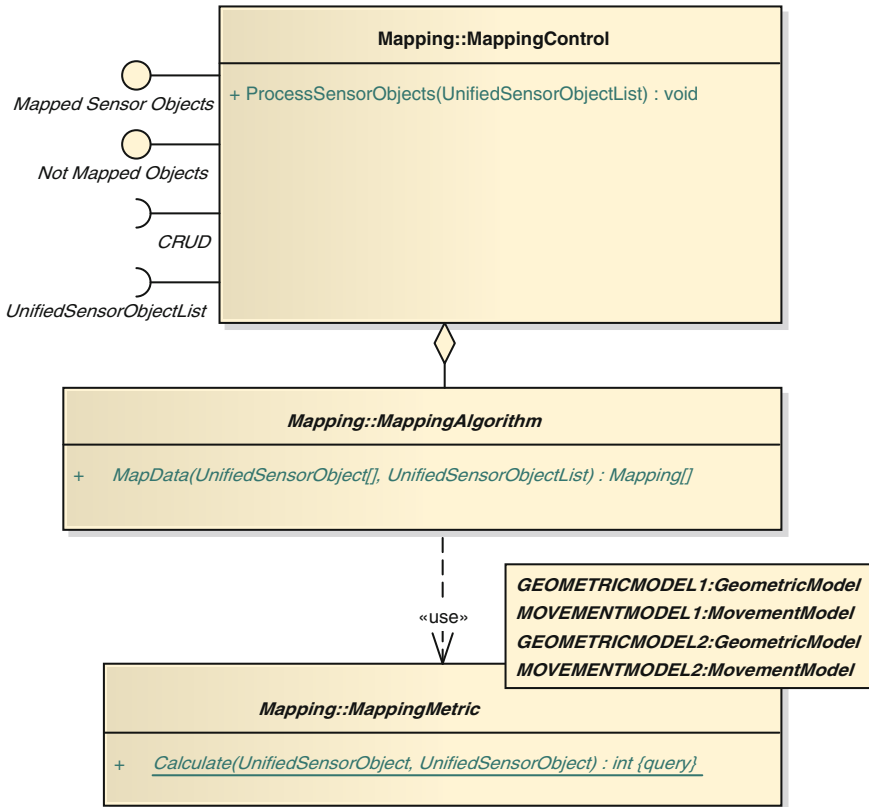 Mapping::MappingControl
+ ProcessSensorObjects(UnifiedSensorObjectList) : void
Mapped Sensor Objects
Not Mapped Objects
CRUD
UnifiedSensorObjectList
Mapping::MappingAlgorithm
+ MapData(UnifiedSensorObject[], UnifiedSensorObjectList) : Mapping[]
«use»
GEOMETRICMODEL1:GeometricModel
MOVEMENTMODEL1:MovementModel
GEOMETRICMODEL2:GeometricModel
MOVEMENTMODEL2:MovementModel
Mapping::MappingMetric
+ Calculate(UnifiedSensorObject, UnifiedSensorObject) : int {query}